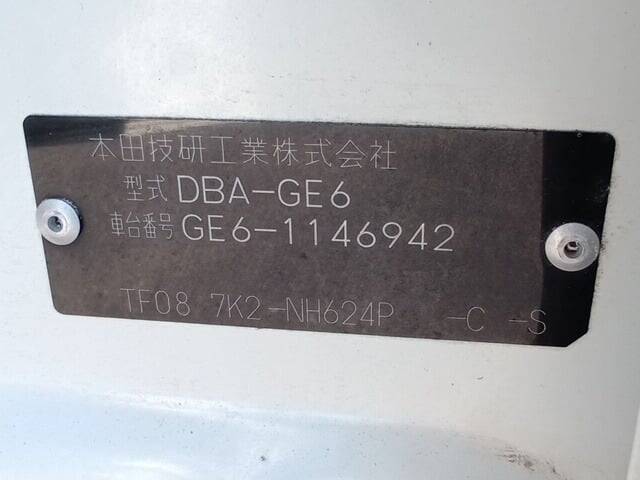 本田技研工業株式会社
型式 DBA-GE6
車台番号 GE6-1146942
TF08 7K2-NH624P -C -S